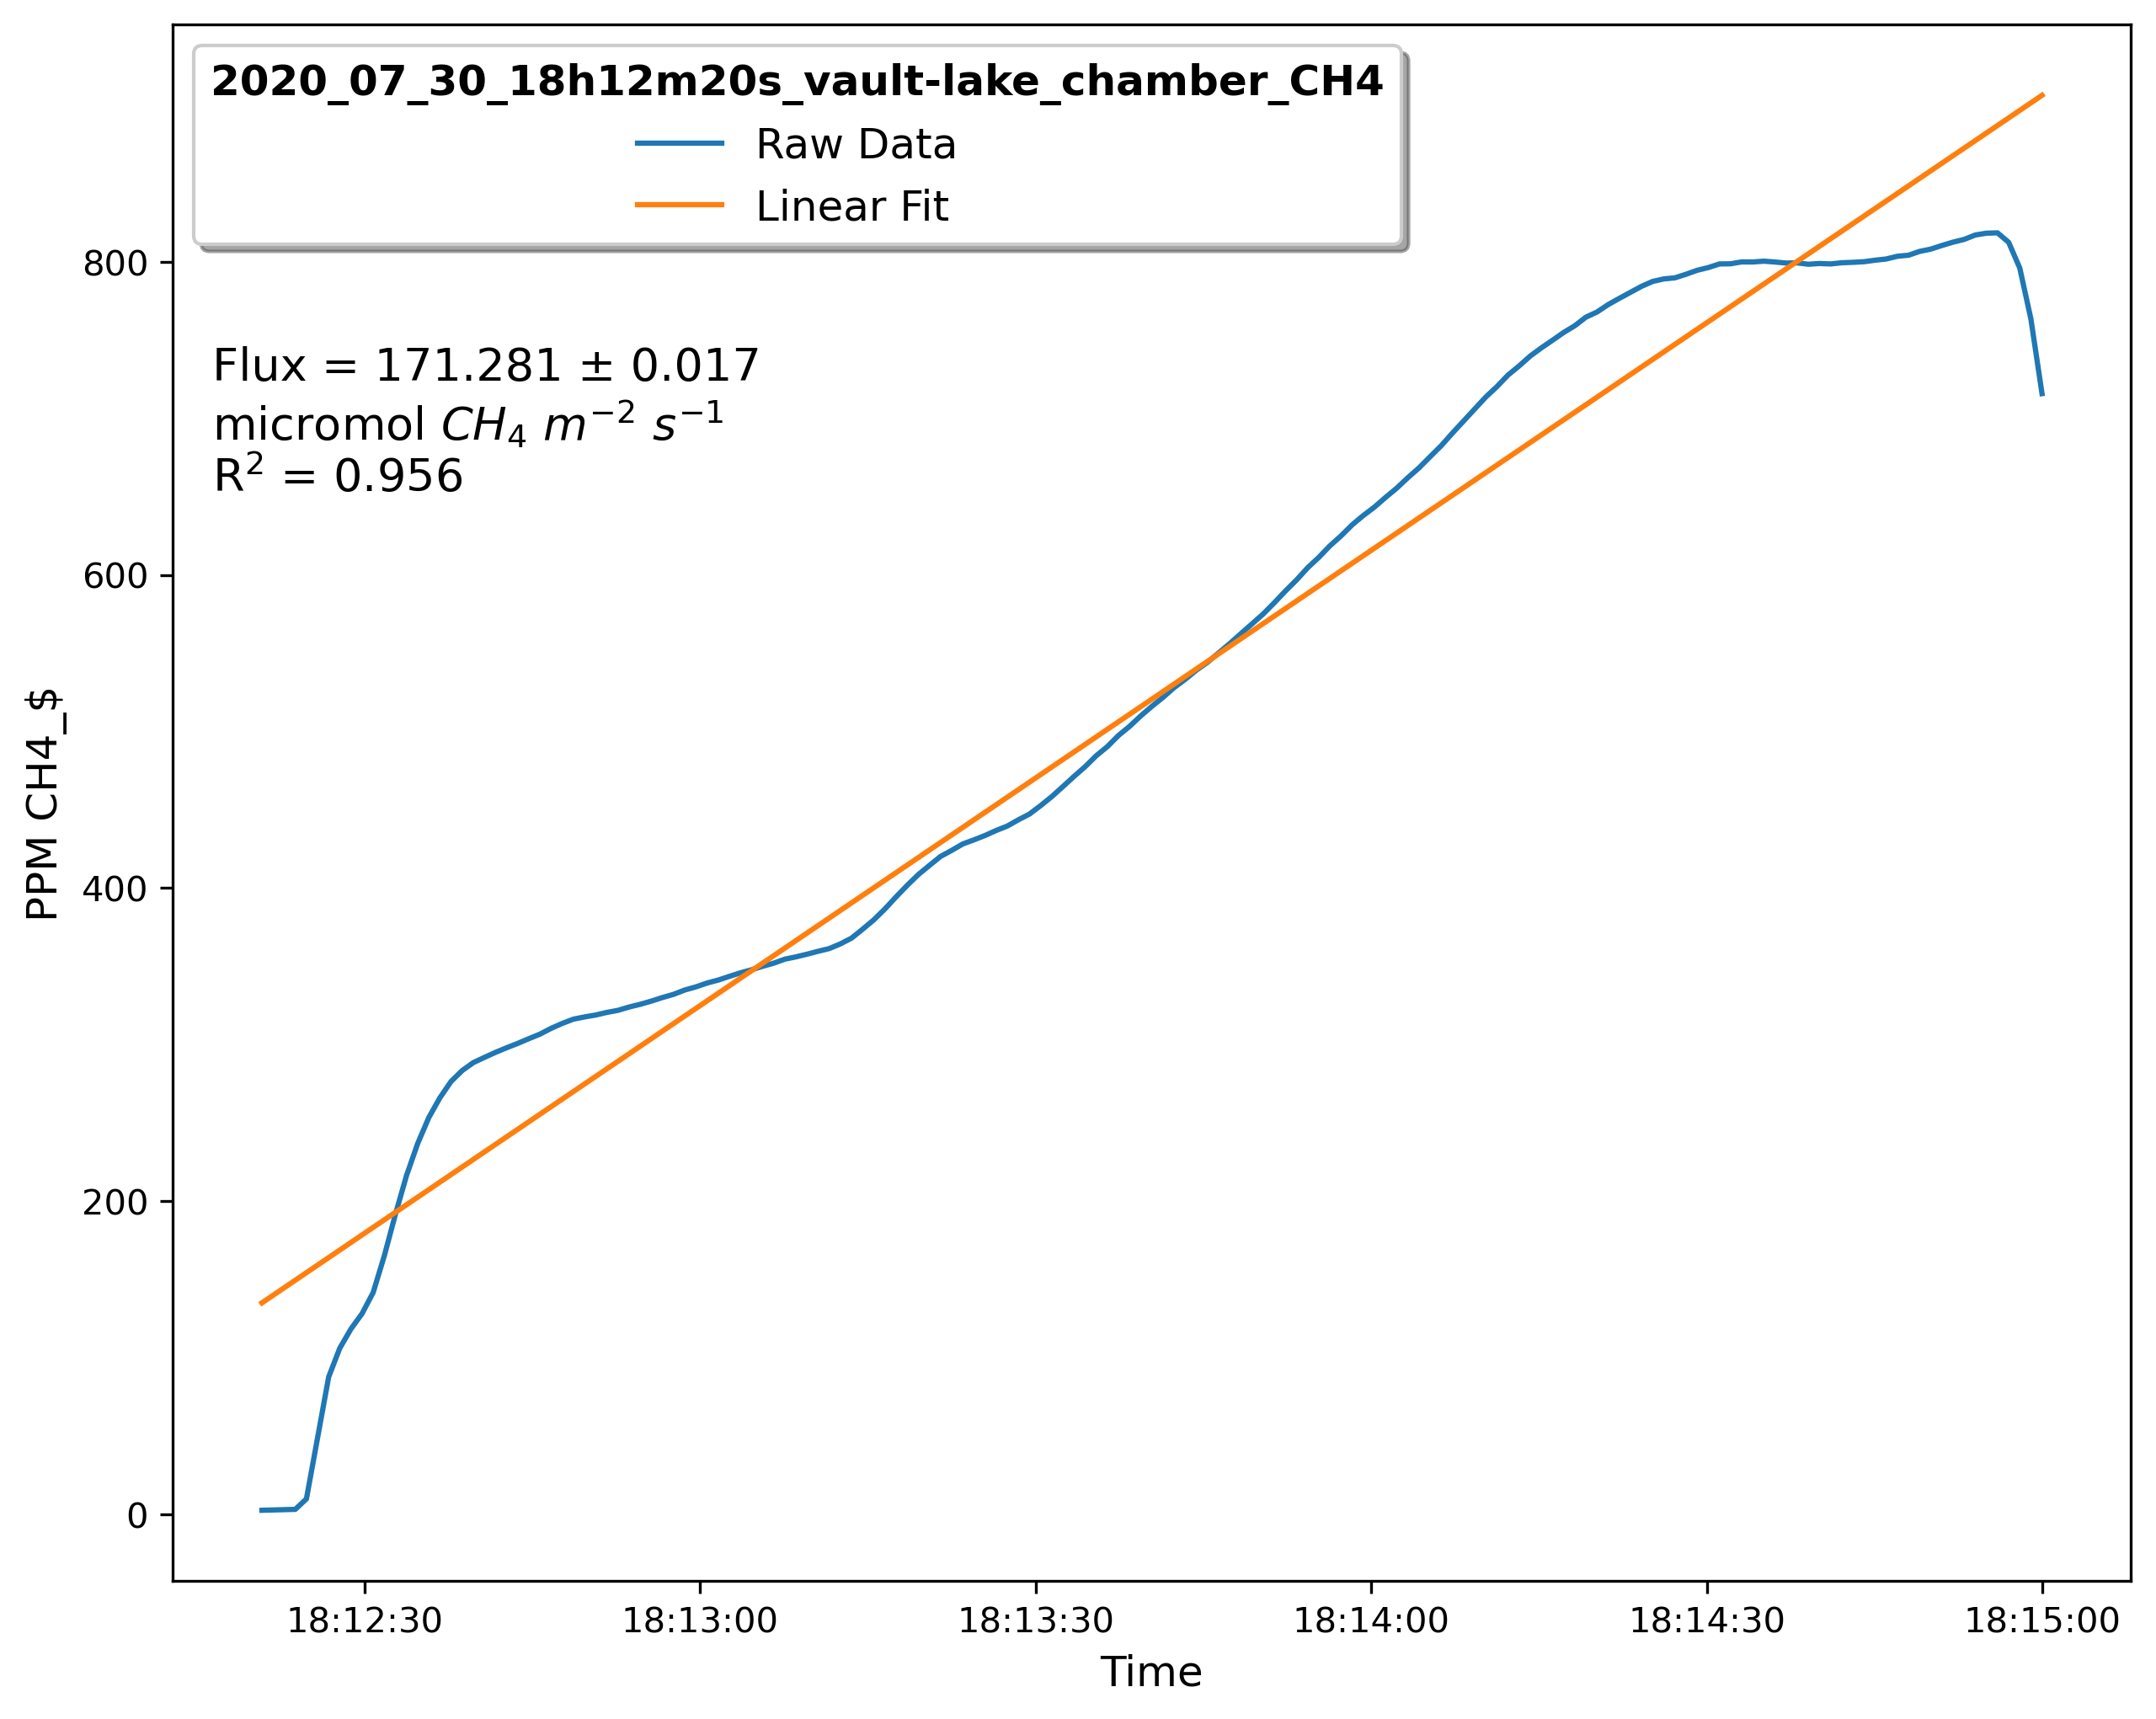 2020_07_30_18h12m20s_vault-lake_chamber_CH4
Raw Data
Linear Fit
Flux = 171.281 ± 0.017
micromol CH₄ m⁻² s⁻¹
R² = 0.956
800
600
400
200
0
PPM CH4_$
18:12:30 18:13:00 18:13:30 18:14:00 18:14:30 18:15:00
Time